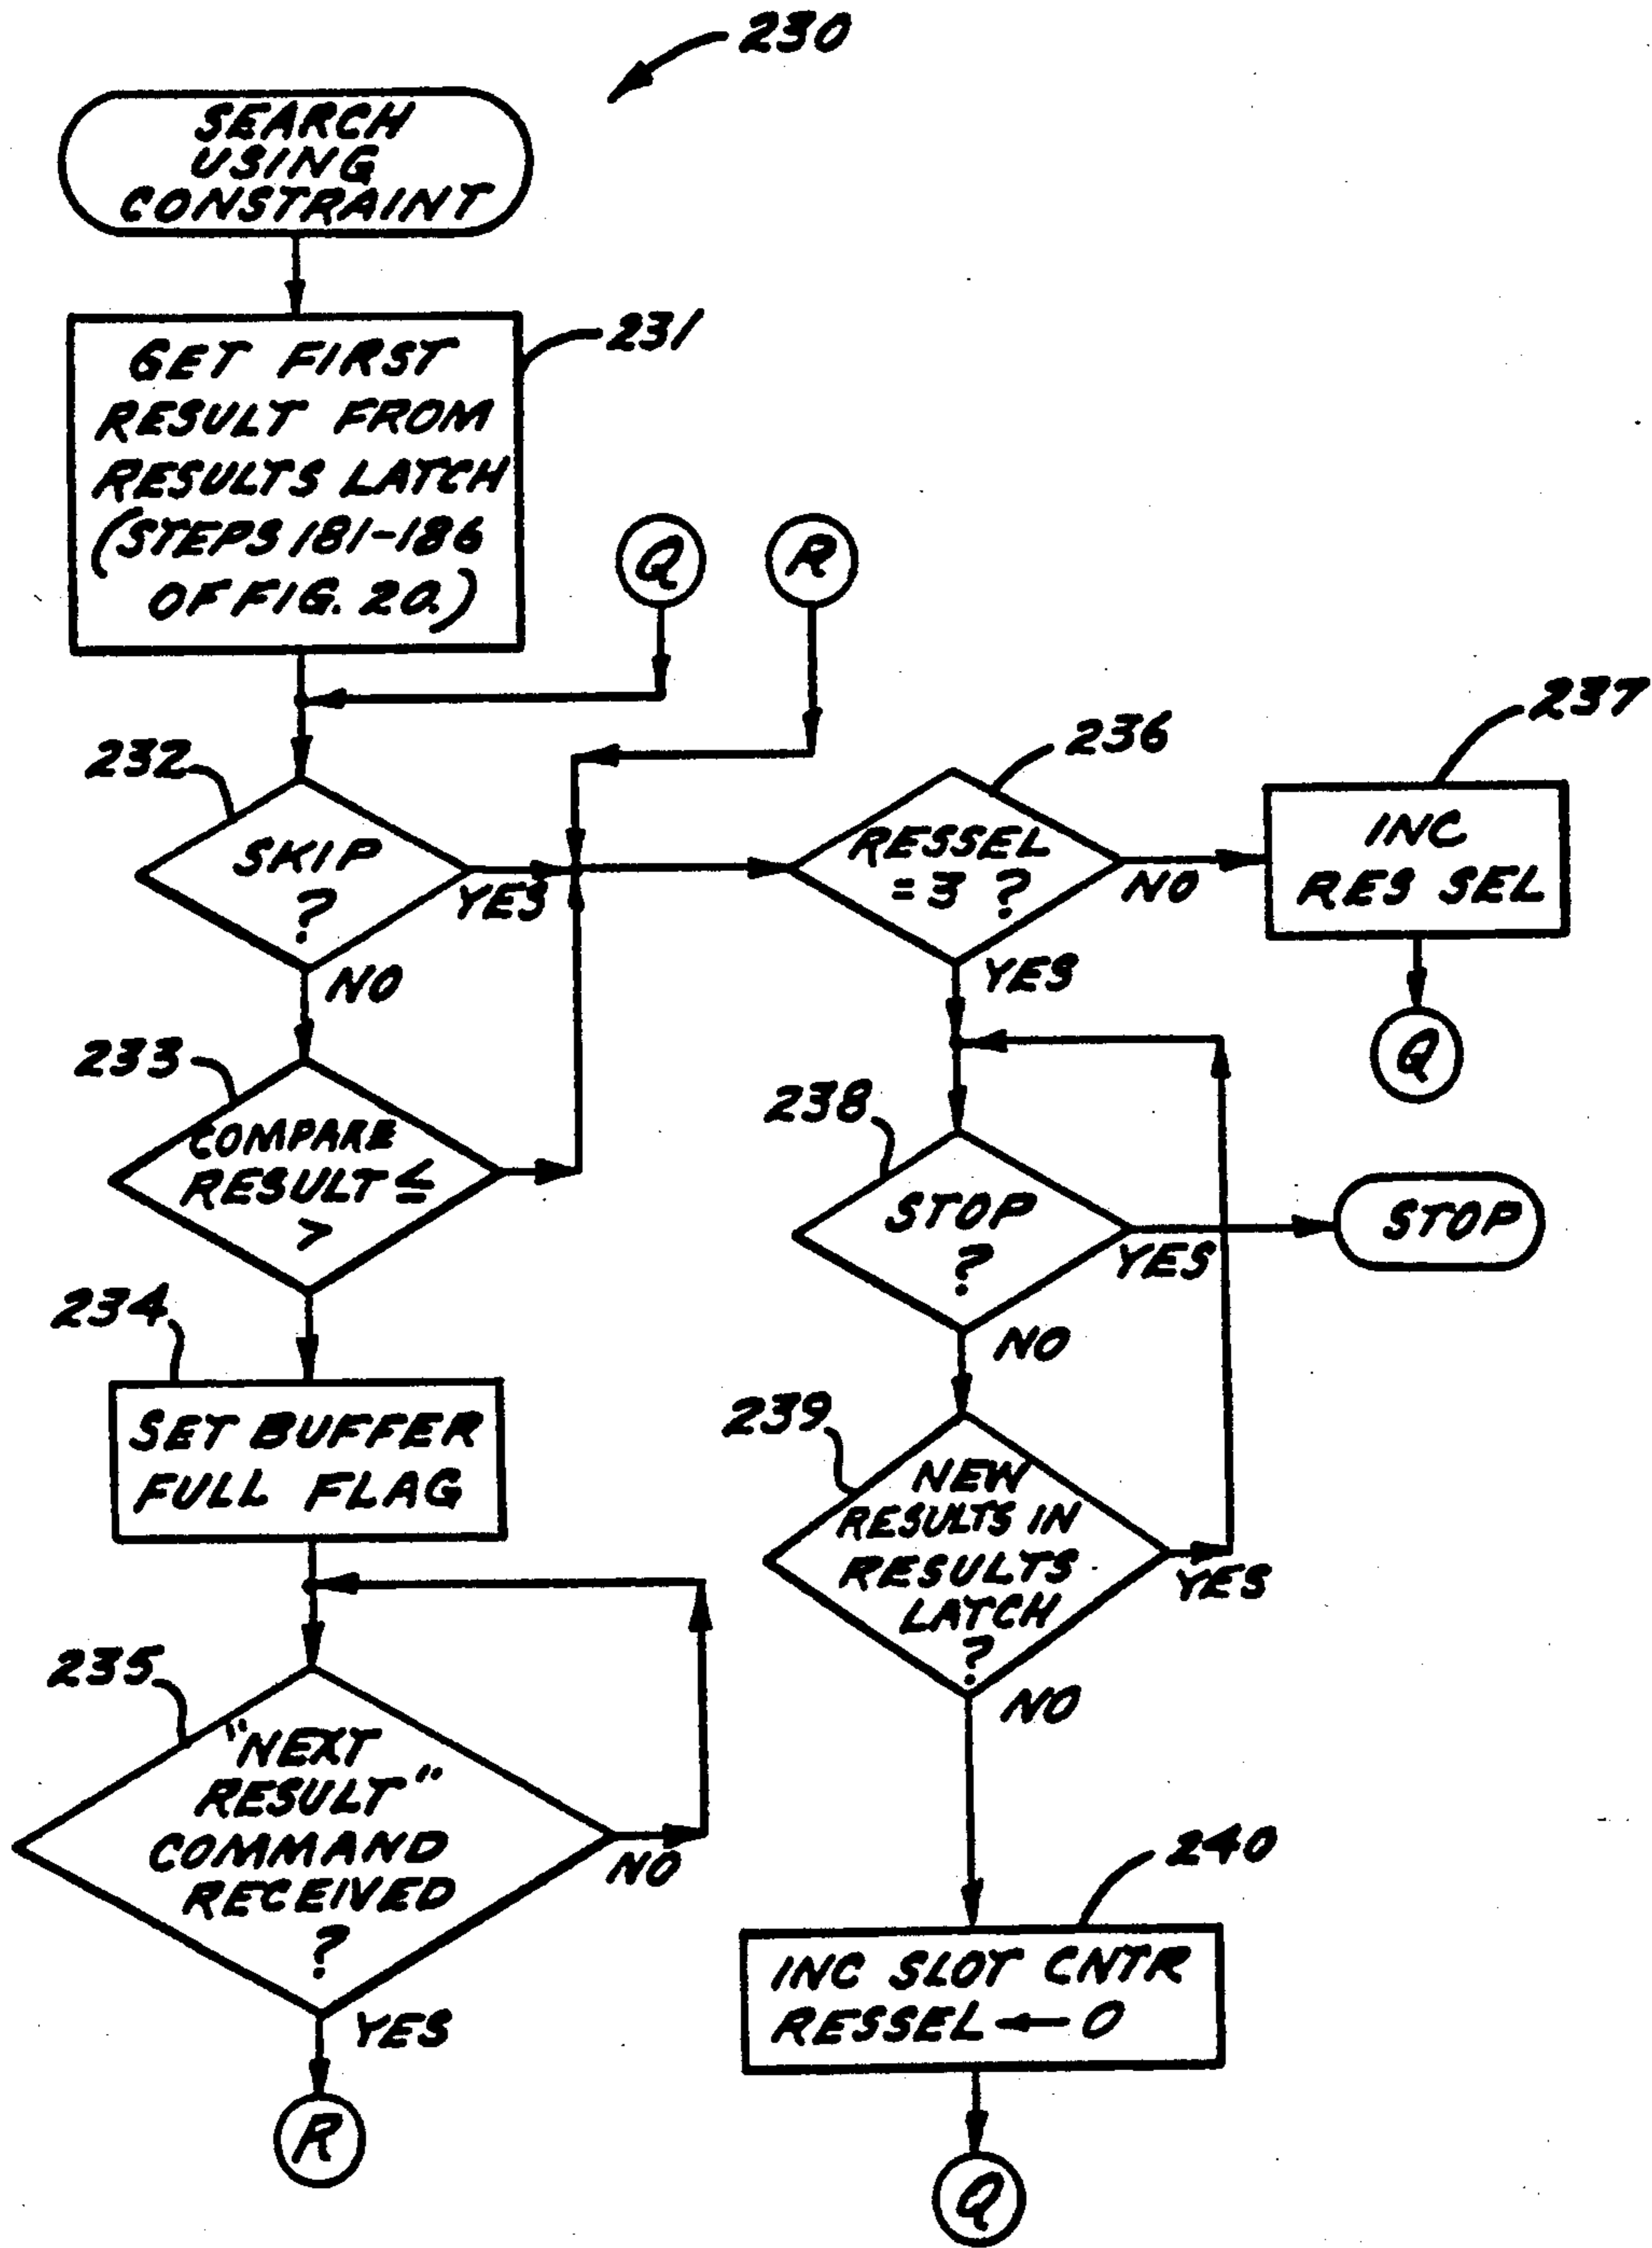 230
SEARCH
USING
CONSTRAINT
231
GET FIRST
RESULT FROM
RESULTS LATCH
(STEPS 181-186
OF FIG. 20.)
Q
R
232
SKIP
?
YES
NO
233
COMPARE
RESULT ≤
>
234
SET BUFFER
FULL FLAG
235
"NEXT
RESULT"
COMMAND
RECEIVED
?
NO
YES
R
236
RESSEL
=3 ?
NO
YES
237
INC
RES SEL
Q
238
STOP
?
YES
STOP
NO
239
NEW
RESULTS IN
RESULTS
LATCH
?
YES
NO
240
INC SLOT CNTR
RESSEL ← 0
Q